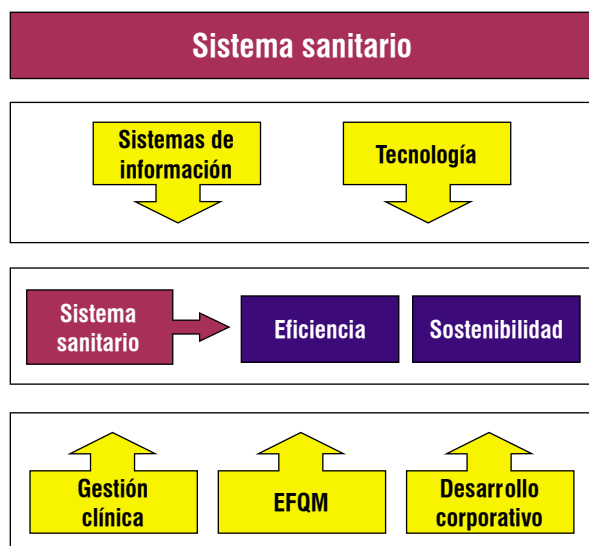 Sistema sanitario
Sistemas de
información
Tecnología
Sistema
sanitario
Eficiencia
Sostenibilidad
Gestión
clínica
EFQM
Desarrollo
corporativo